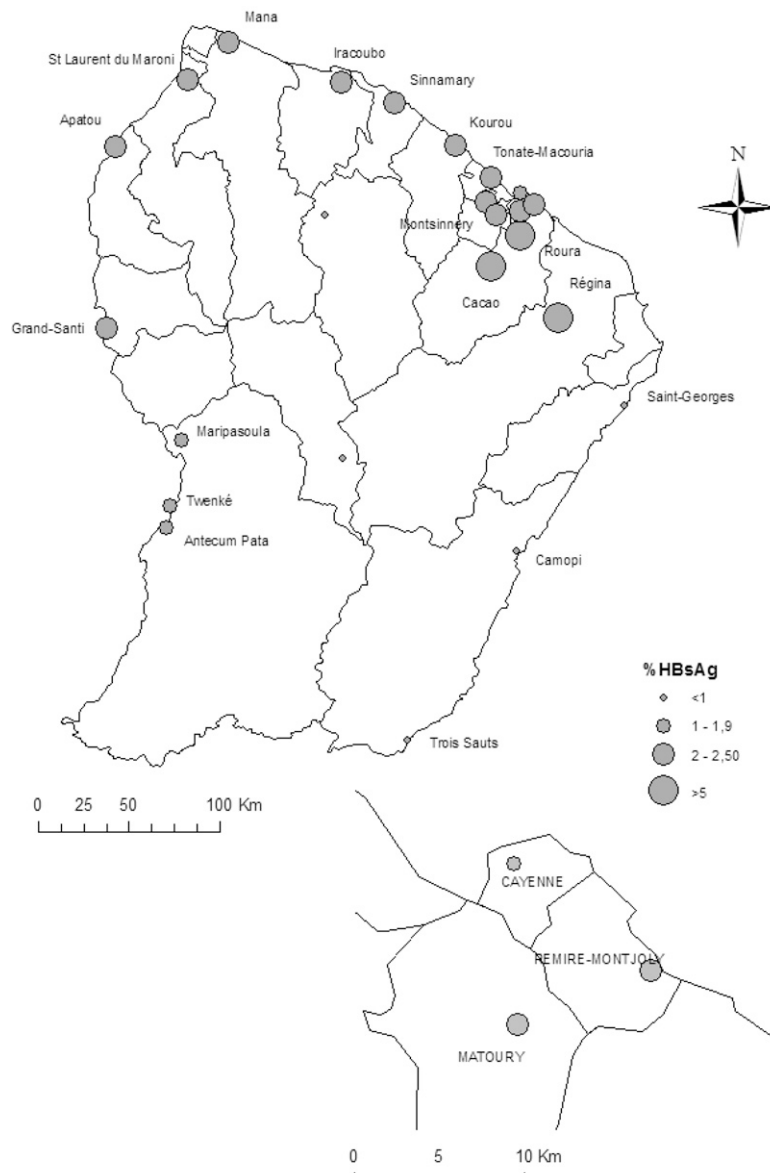 Mana
St Laurent du Maroni
Iracoubo
Sinnamary
Apatou
Kourou
Tonate-Macouria
N
Montsinnery
Roura
Cacao
Régina
Grand-Santi
Saint-Georges
Maripasoula
Twenké
Antecum Pata
Camopi
%HBsAg
<1
1 - 1,9
2 - 2,50
>5
Trois Sauts
0 25 50 100 Km
CAYENNE
REMIRE-MONTJOLY
MATOURY
0 5 10 Km